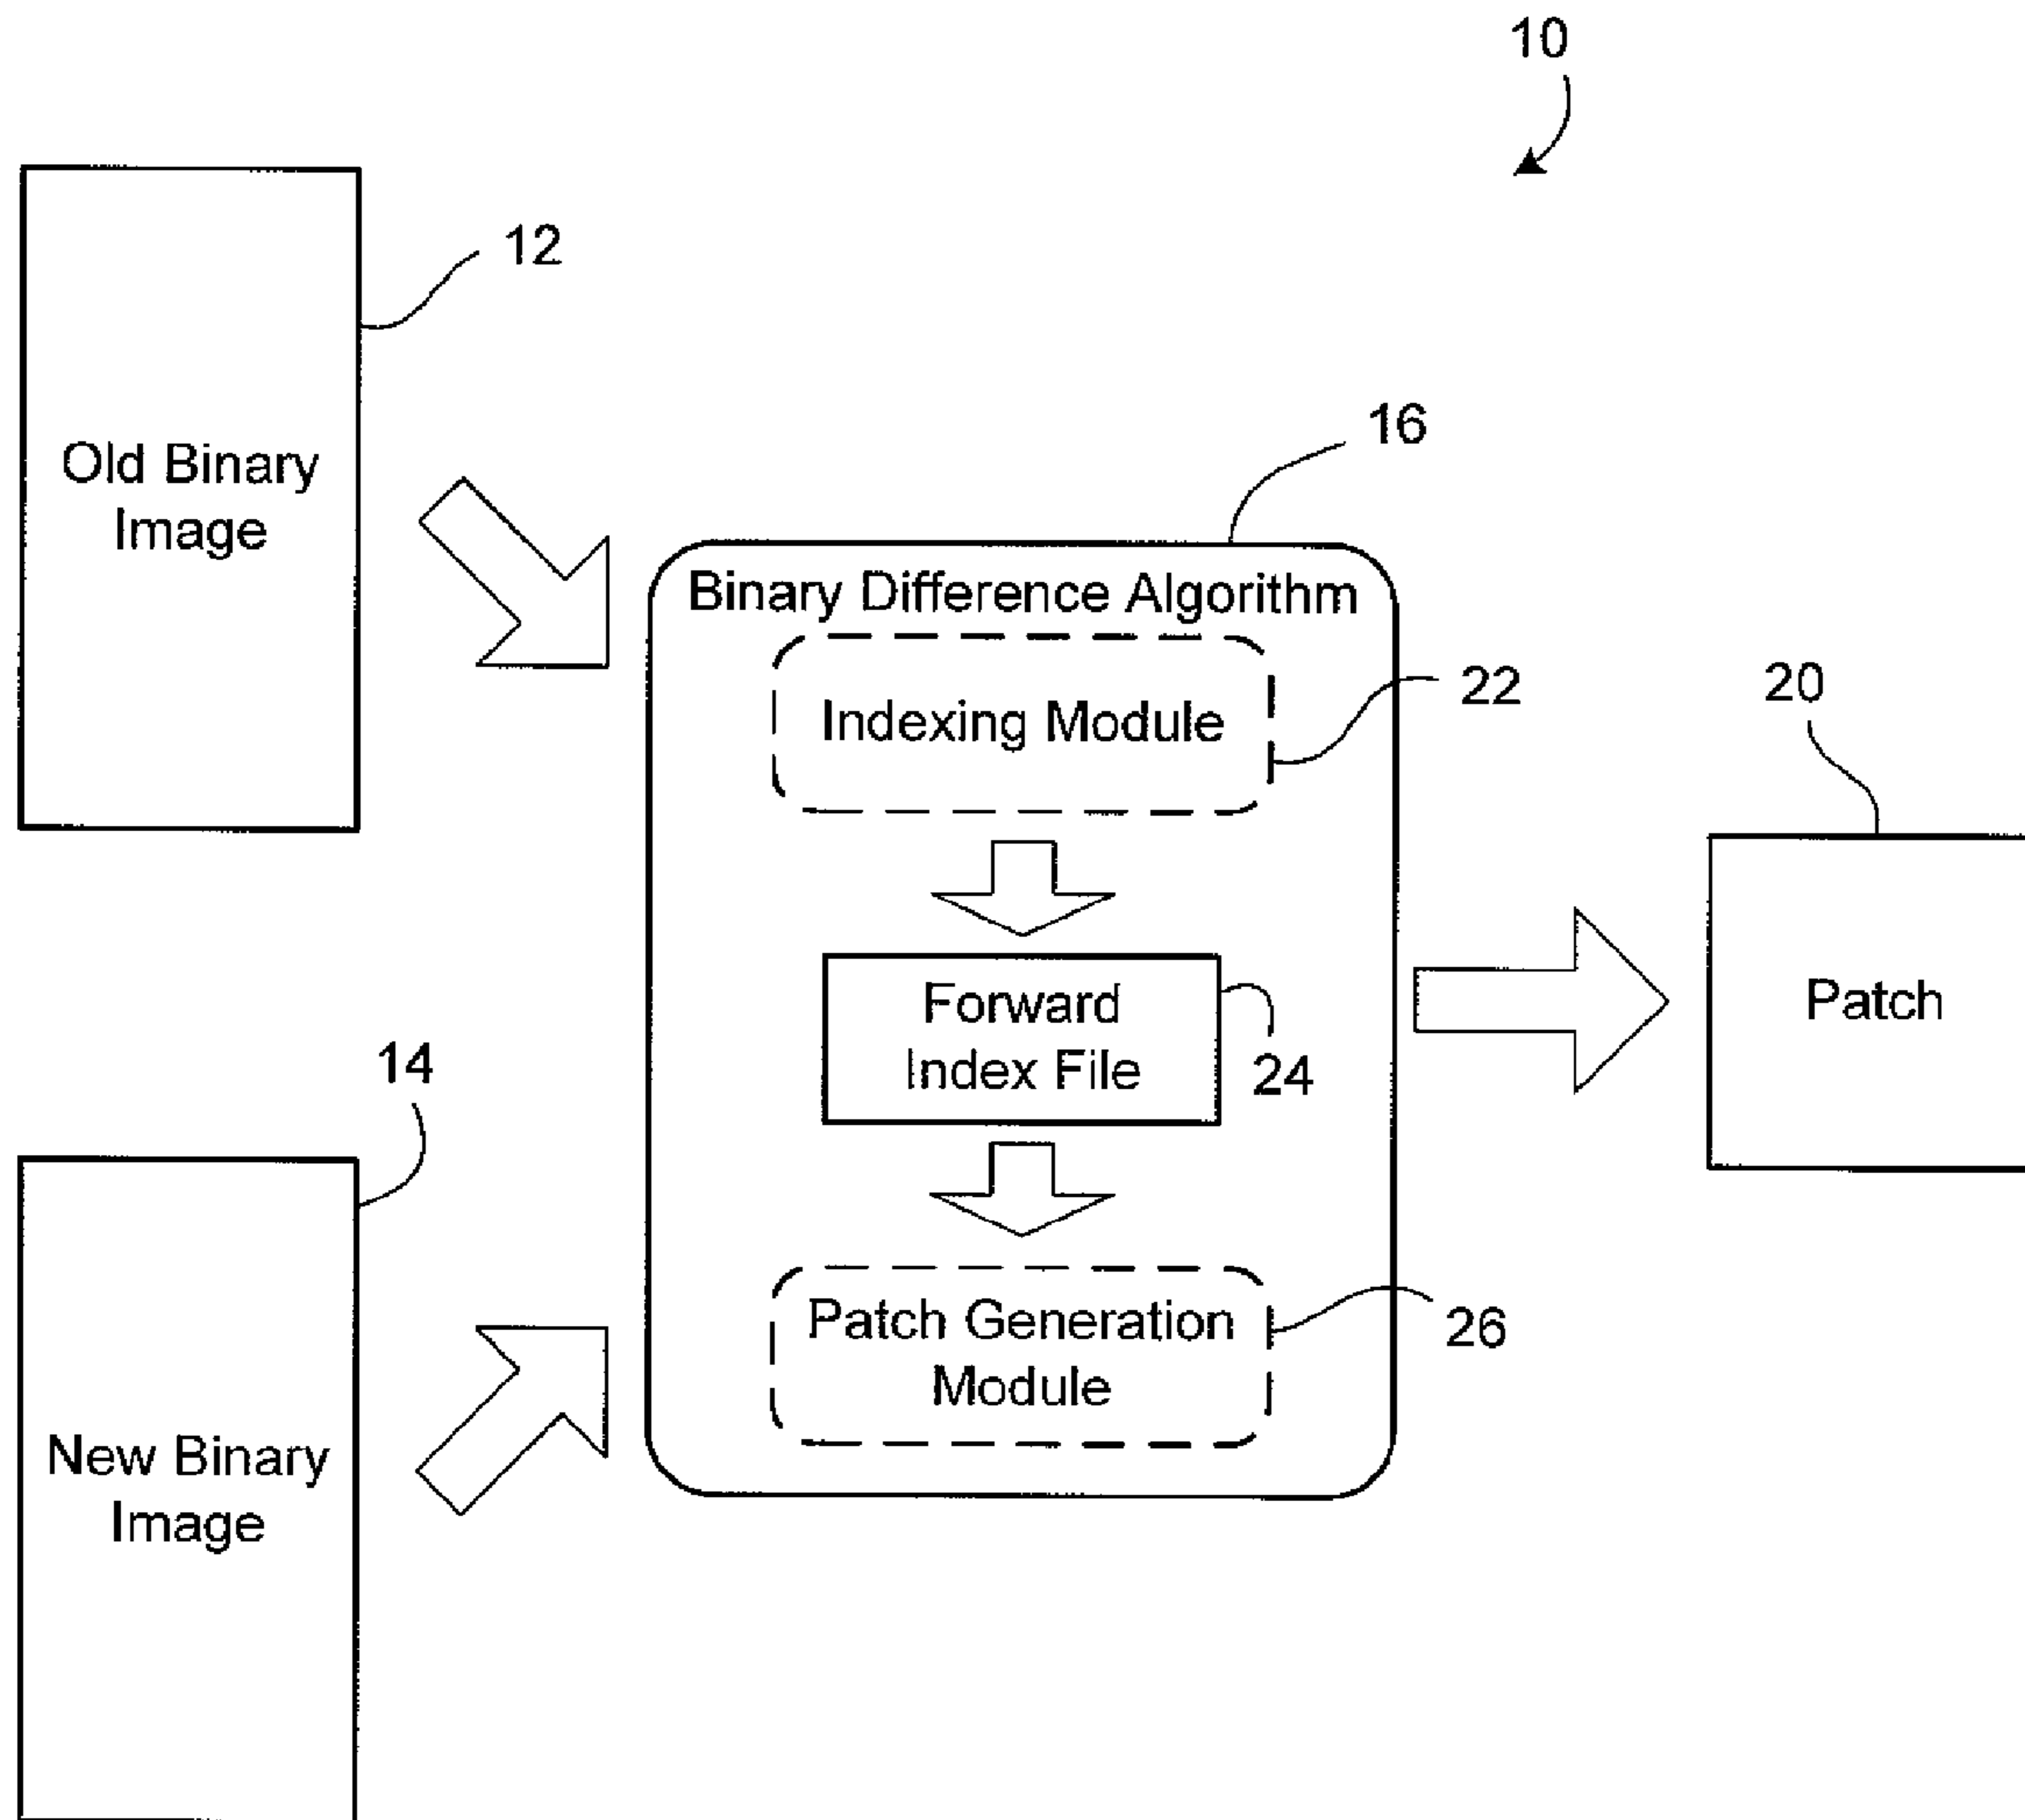 10
12
Old Binary
Image
16
Binary Difference Algorithm
Indexing Module
22
20
Forward
Index File
24
Patch
14
Patch Generation
Module
26
New Binary
Image